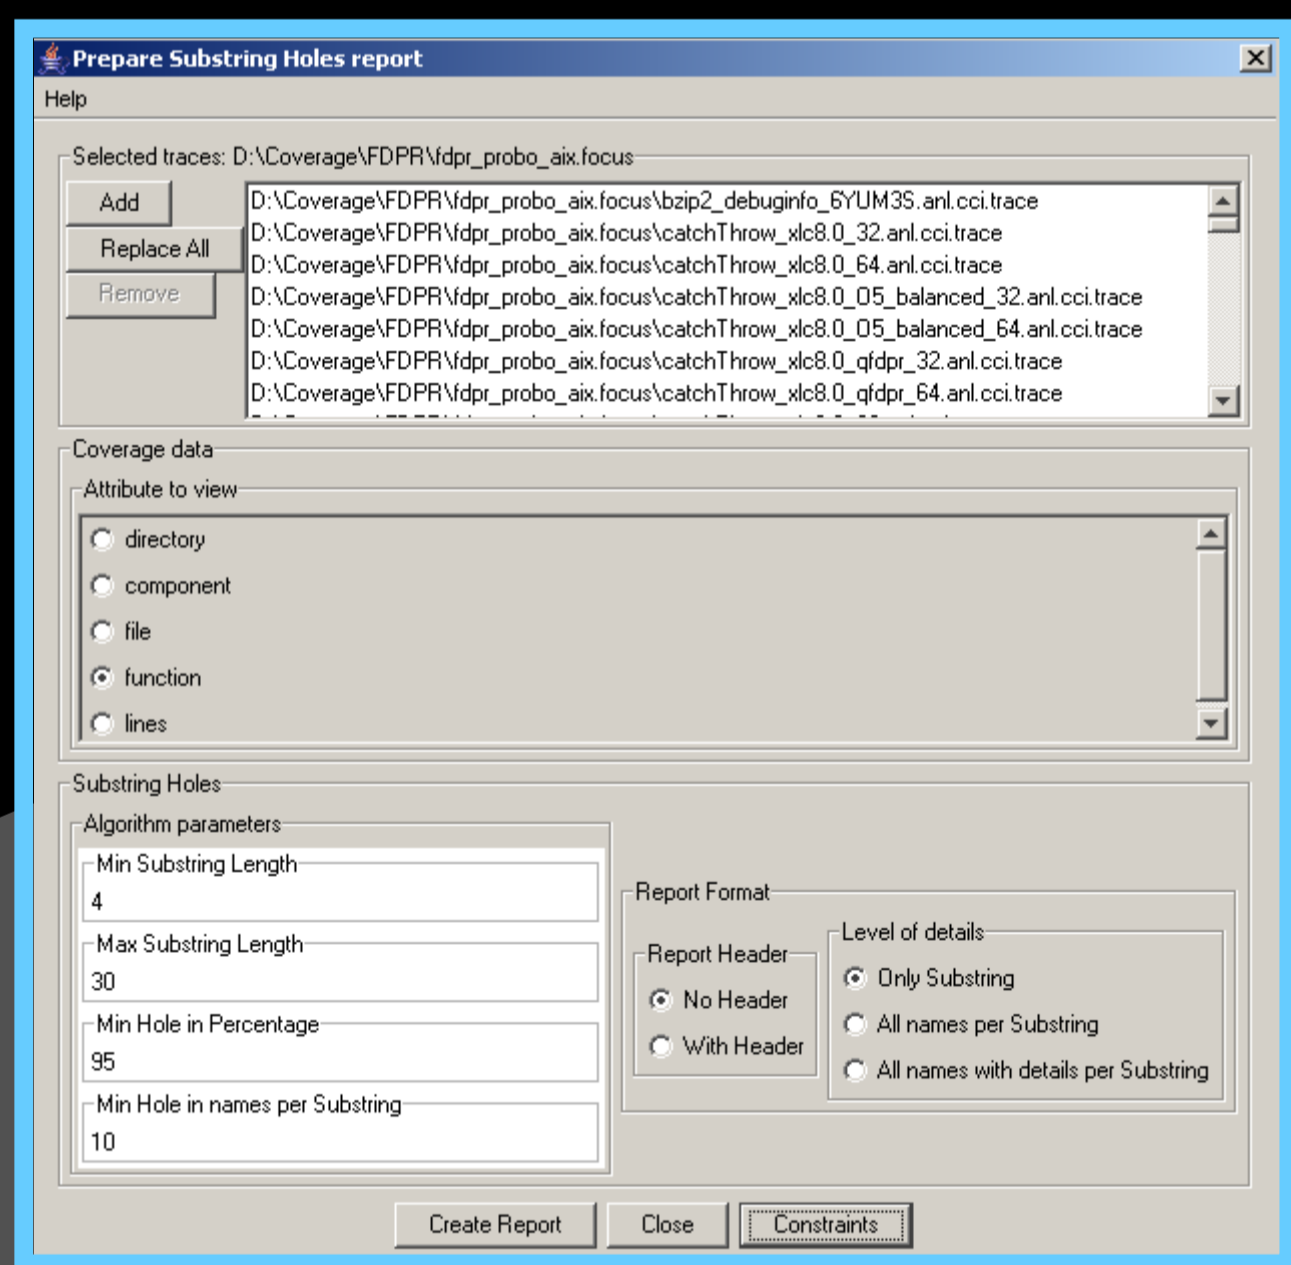 Prepare Substring Holes report
Help
Selected traces: D:\Coverage\FDPR\fdpr_probo_aix.focus
Add
Replace All
Remove
D:\Coverage\FDPR\fdpr_probo_aix.focus\bzip2_debuginfo_6YUM3S.anl.cci.trace
D:\Coverage\FDPR\fdpr_probo_aix.focus\catchThrow_xlc8.0_32.anl.cci.trace
D:\Coverage\FDPR\fdpr_probo_aix.focus\catchThrow_xlc8.0_64.anl.cci.trace
D:\Coverage\FDPR\fdpr_probo_aix.focus\catchThrow_xlc8.0_O5_balanced_32.anl.cci.trace
D:\Coverage\FDPR\fdpr_probo_aix.focus\catchThrow_xlc8.0_O5_balanced_64.anl.cci.trace
D:\Coverage\FDPR\fdpr_probo_aix.focus\catchThrow_xlc8.0_qfdpr_32.anl.cci.trace
D:\Coverage\FDPR\fdpr_probo_aix.focus\catchThrow_xlc8.0_qfdpr_64.anl.cci.trace
Coverage data
Attribute to view
directory
component
file
function
lines
Substring Holes
Algorithm parameters
Min Substring Length
4
Max Substring Length
30
Min Hole in Percentage
95
Min Hole in names per Substring
10
Report Format
Report Header
No Header
With Header
Level of details
Only Substring
All names per Substring
All names with details per Substring
Create Report
Close
Constraints